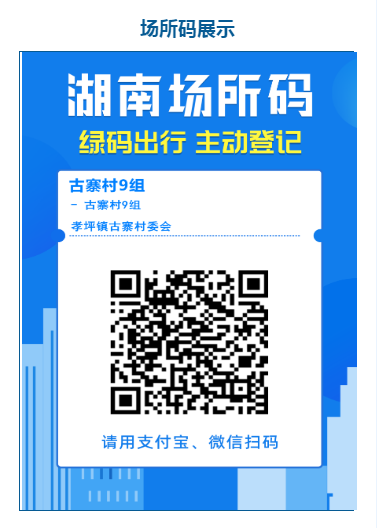 场所码展示
湖南场所码
绿码出行 主动登记
古寨村9组
- 古寨村9组
孝坪镇古寨村委会
请用支付宝、微信扫码